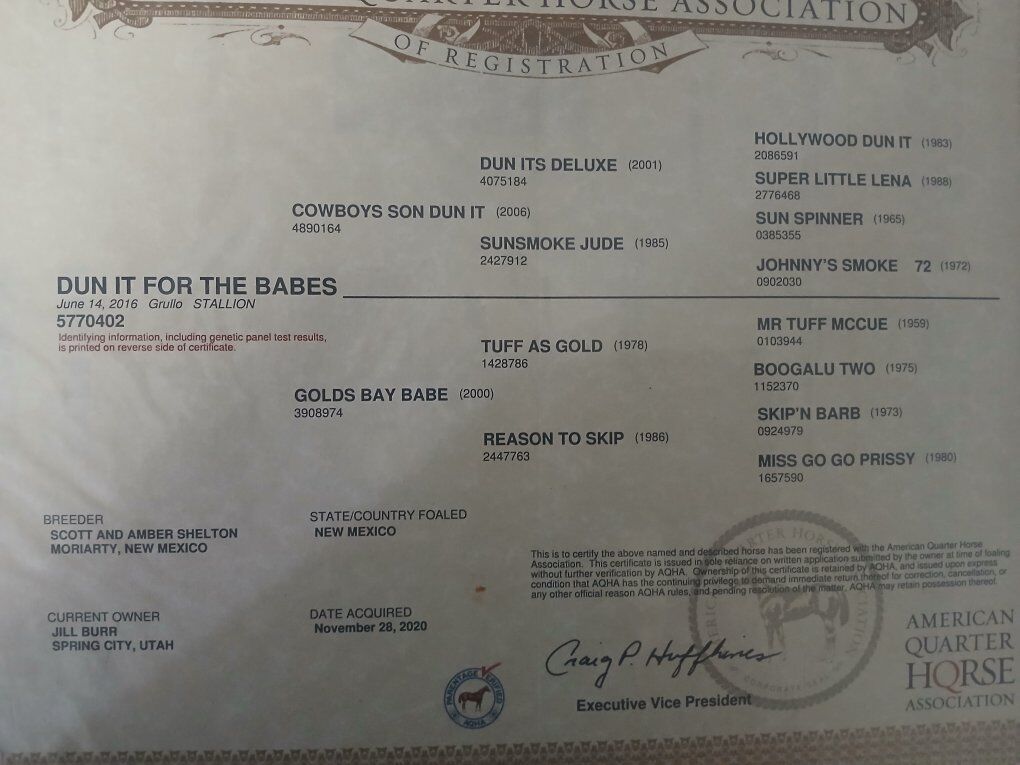 QUARTER HORSE ASSOCIATION
OF REGISTRATION
HOLLYWOOD DUN IT (1983)
2086591
DUN ITS DELUXE (2001)
4075184
SUPER LITTLE LENA (1988)
2776468
COWBOYS SON DUN IT (2006)
4890164
SUN SPINNER (1965)
0385355
SUNSMOKE JUDE (1985)
2427912
JOHNNY'S SMOKE 72 (1972)
0902030
DUN IT FOR THE BABES
June 14, 2016 Grullo STALLION
5770402
Identifying information, including genetic panel test results,
is printed on reverse side of certificate.
MR TUFF MCCUE (1959)
0103944
TUFF AS GOLD (1978)
1428786
BOOGALU TWO (1975)
1152370
GOLDS BAY BABE (2000)
3908974
SKIP'N BARB (1973)
0924979
REASON TO SKIP (1986)
2447763
MISS GO GO PRISSY (1980)
1657590
BREEDER
SCOTT AND AMBER SHELTON
MORIARTY, NEW MEXICO
STATE/COUNTRY FOALED
NEW MEXICO
This is to certify the above named and described horse has been registered with the American Quarter Horse
Association. This certificate is issued in sole reliance on written application submitted by the owner at time of foaling
without further verification by AQHA. Ownership of this certificate is retained by AQHA, and issued upon express
condition that AQHA has the continuing privilege to demand immediate return thereof for correction, cancellation, or
any other official reason AQHA rules, and pending resolution of the matter, AQHA may retain possession thereof.
CURRENT OWNER
JILL BURR
SPRING CITY, UTAH
DATE ACQUIRED
November 28, 2020
Craig P. Huffhines
Executive Vice President
PARENTAGE VERIFIED
AQHA
CORPORATE SEAL
AMERICAN
QUARTER
HORSE
ASSOCIATION